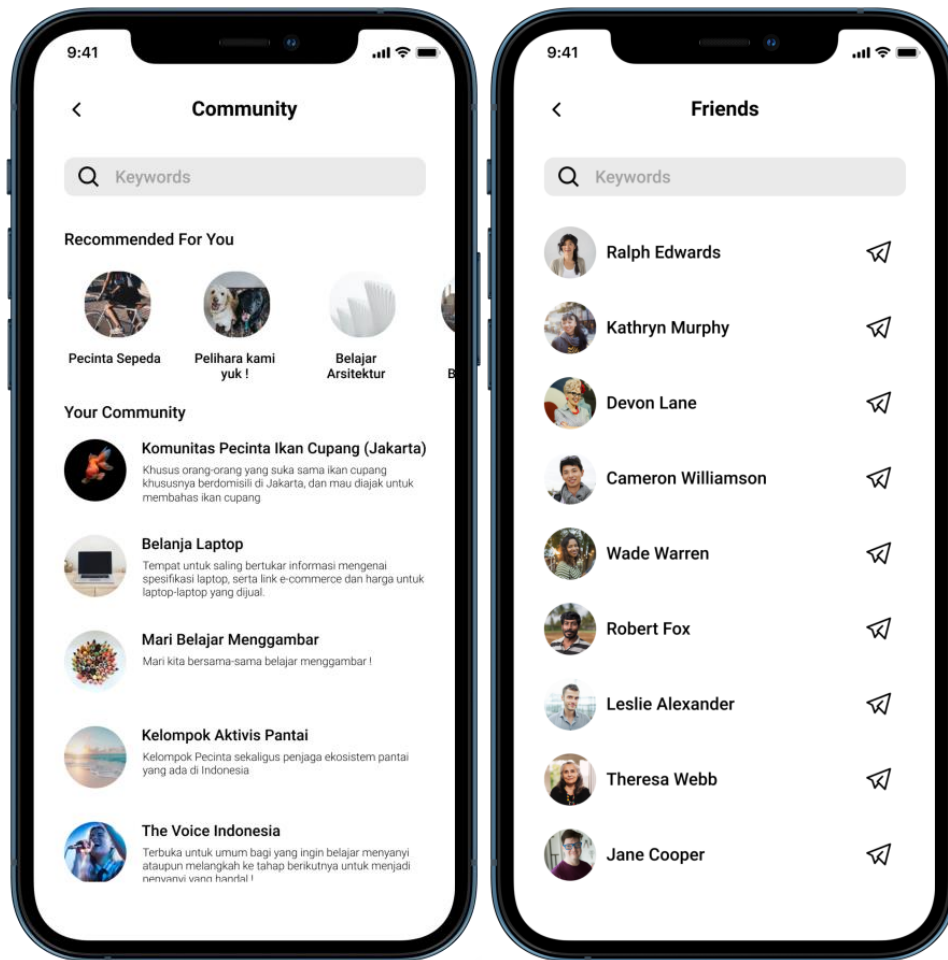 9:41
Community
Keywords
Recommended For You
Pecinta Sepeda
Pelihara kami
yuk !
Belajar
Arsitektur
B
Your Community
Komunitas Pecinta Ikan Cupang (Jakarta)
Khusus orang-orang yang suka sama ikan cupang
khususnya berdomisili di Jakarta, dan mau diajak untuk
membahas ikan cupang
Belanja Laptop
Tempat untuk saling bertukar informasi mengenai
spesifikasi laptop, serta link e-commerce dan harga untuk
laptop-laptop yang dijual.
Mari Belajar Menggambar
Mari kita bersama-sama belajar menggambar !
Kelompok Aktivis Pantai
Kelompok Pecinta sekaligus penjaga ekosistem pantai
yang ada di Indonesia
The Voice Indonesia
Terbuka untuk umum bagi yang ingin belajar menyanyi
ataupun melangkah ke tahap berikutnya untuk menjadi
penyanyi yang handal !
9:41
Friends
Keywords
Ralph Edwards
Kathryn Murphy
Devon Lane
Cameron Williamson
Wade Warren
Robert Fox
Leslie Alexander
Theresa Webb
Jane Cooper